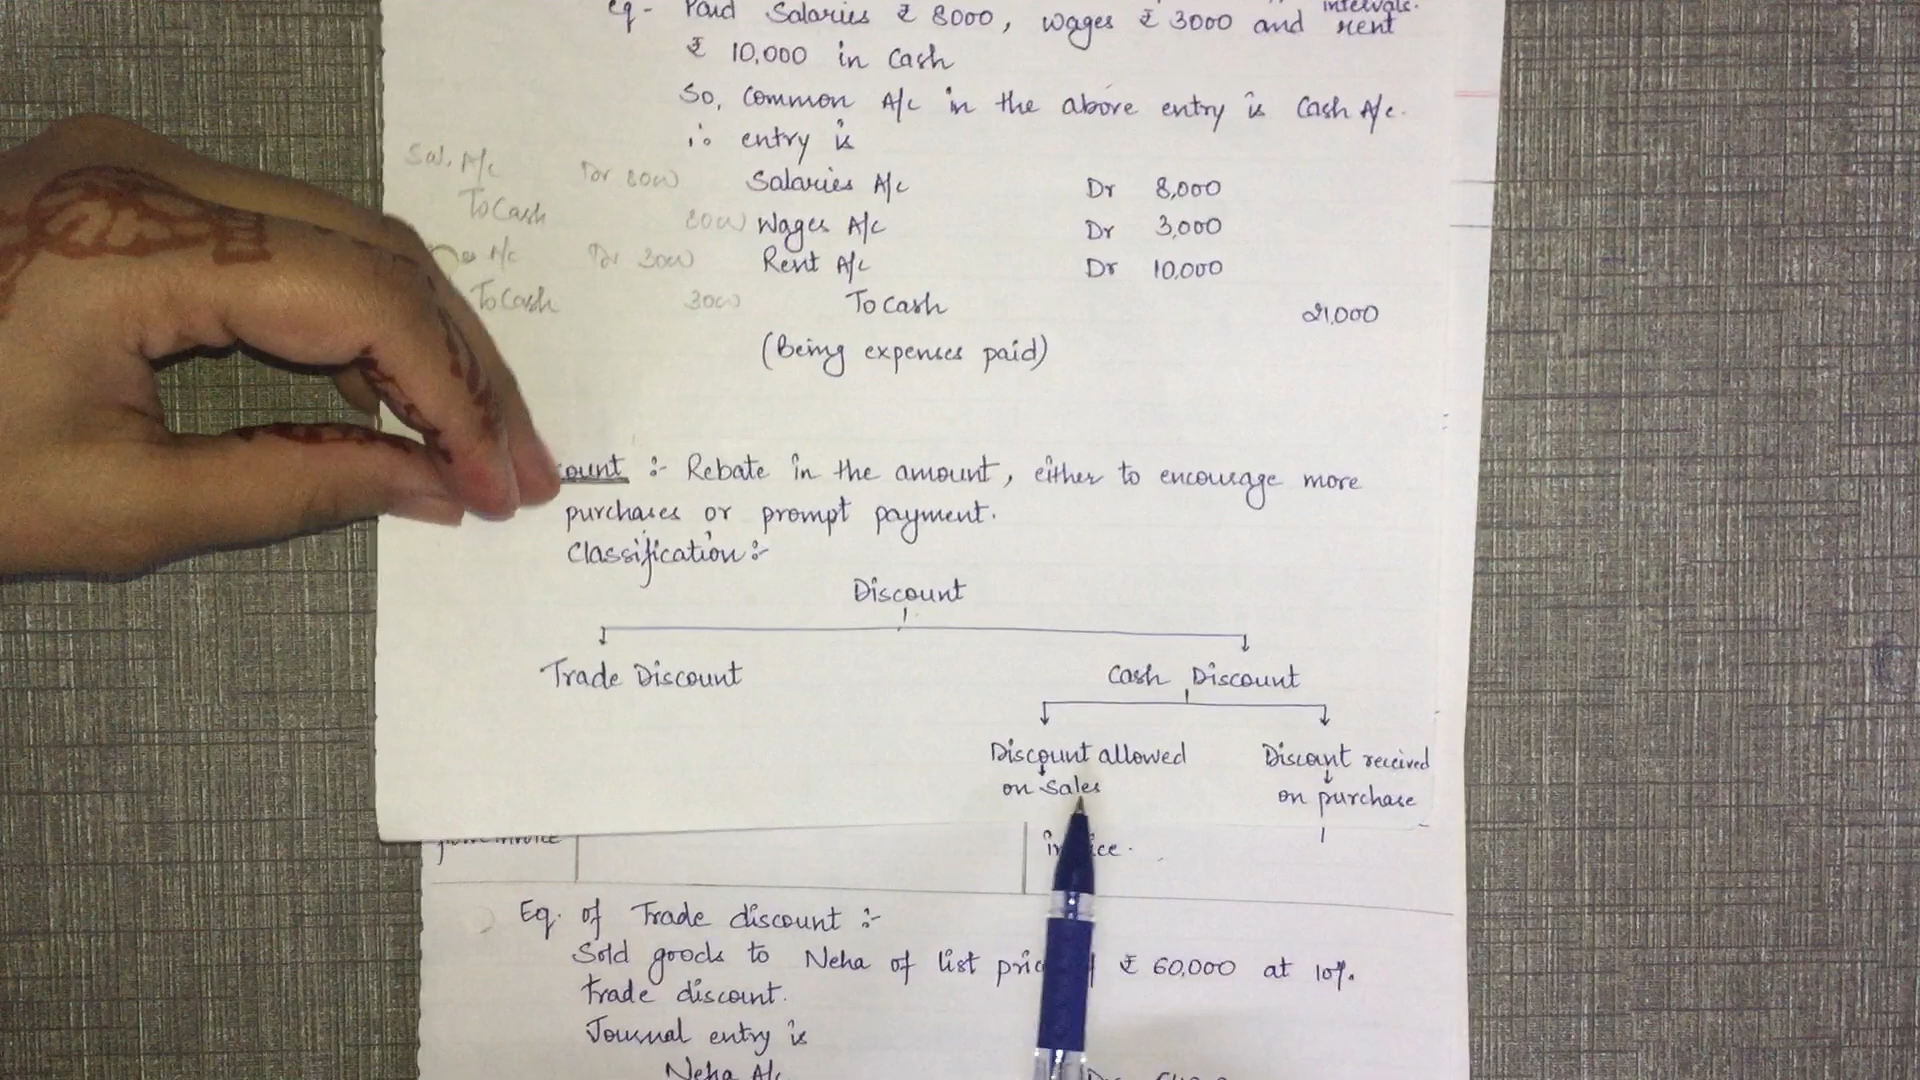 eg - Paid Salaries ₹ 8000, wages ₹ 3000 and rent
intervals.
₹ 10,000 in Cash
So, Common A/c in the above entry is Cash A/c.
∴ entry is
Sal. A/c Dr 8000
To Cash 8000
A/c Dr 3000
To Cash 3000
Salaries A/c Dr 8,000
Wages A/c Dr 3,000
Rent A/c Dr 10,000
To Cash 21,000
(Being expenses paid)
count :- Rebate in the amount, either to encourage more
purchases or prompt payment.
Classification :-
Discount
Trade Discount Cash Discount
Discount allowed Discount received
on Sales on purchase
invoice
Eg. of Trade discount :-
Sold goods to Neha of list ₹ 60,000 at 10%
trade discount.
Journal entry is
Neha A/c